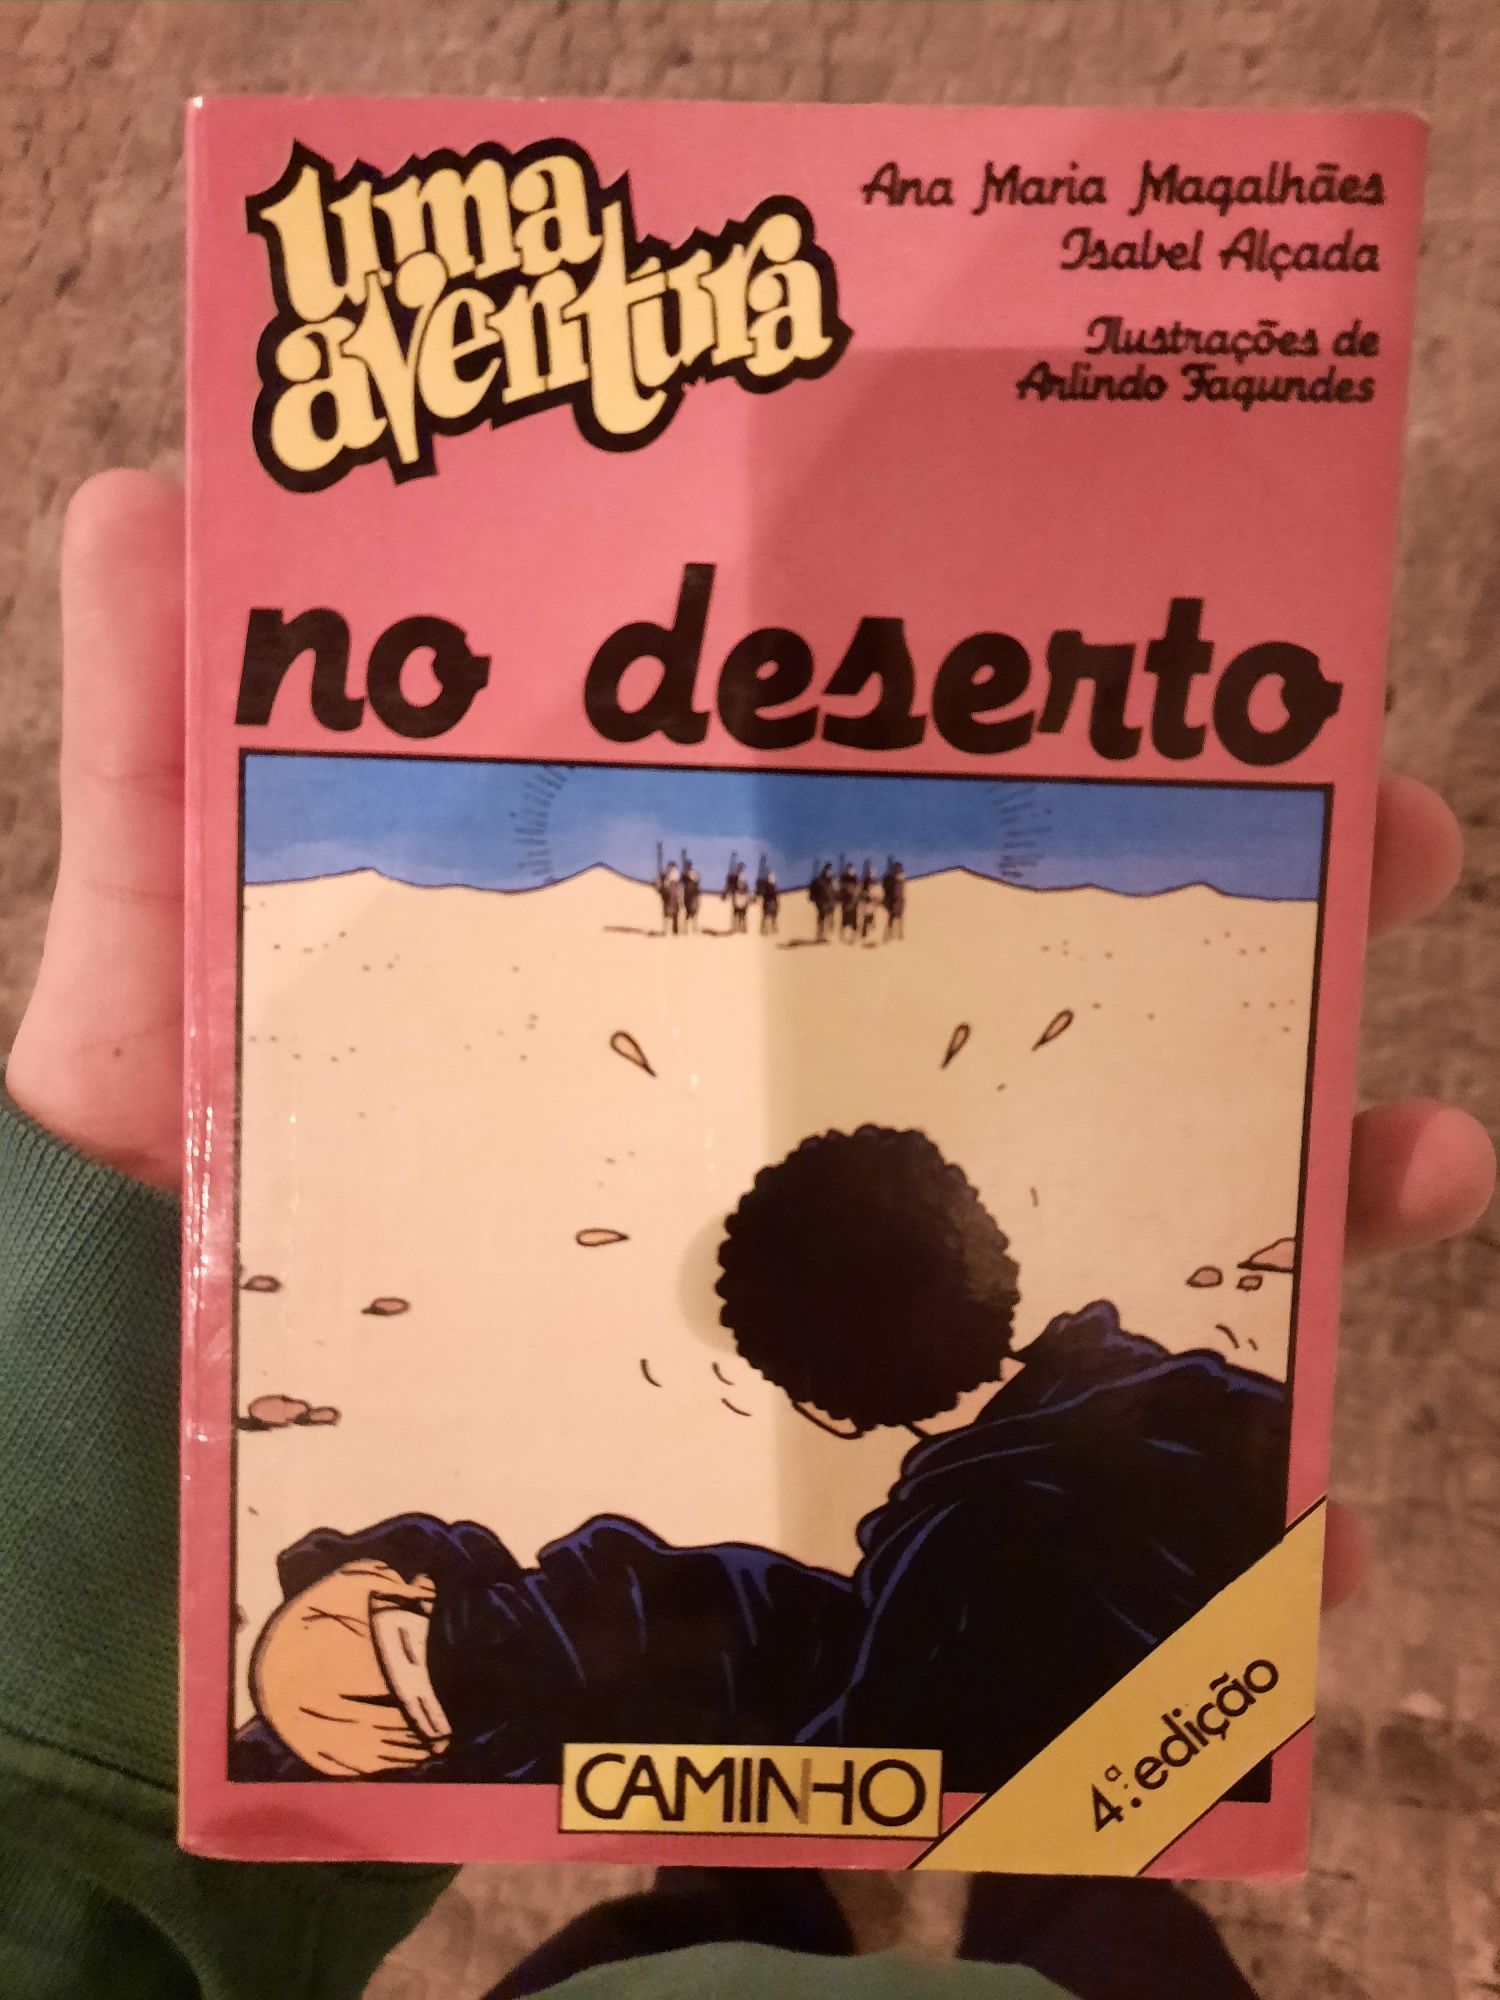 uma
aventura
Ana Maria Magalhães
Isabel Alçada
Ilustrações de
Arlindo Fagundes
no deserto
CAMINHO
4.ª edição